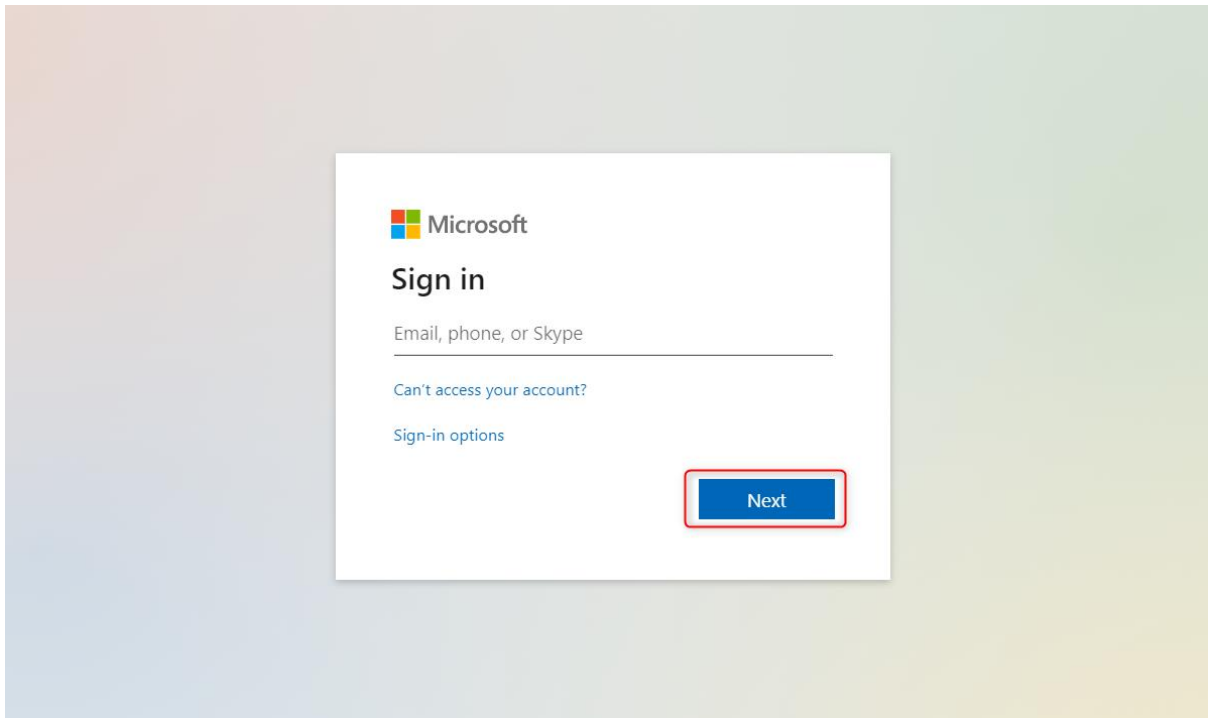 Microsoft
Sign in
Email, phone, or Skype
Can't access your account?
Sign-in options
Next